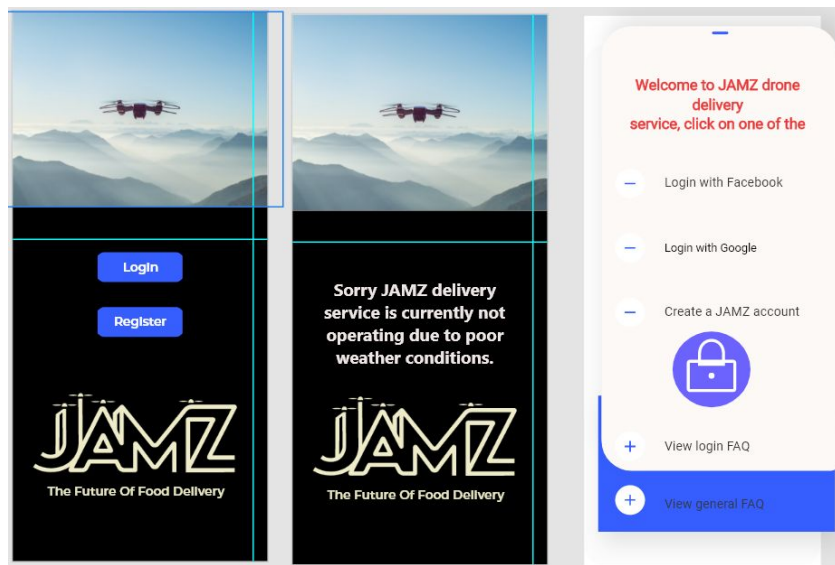 Login
Register
JAMZ
The Future Of Food Delivery
Sorry JAMZ delivery
service is currently not
operating due to poor
weather conditions.
JAMZ
The Future Of Food Delivery
Welcome to JAMZ drone
delivery
service, click on one of the
Login with Facebook
Login with Google
Create a JAMZ account
View login FAQ
View general FAQ